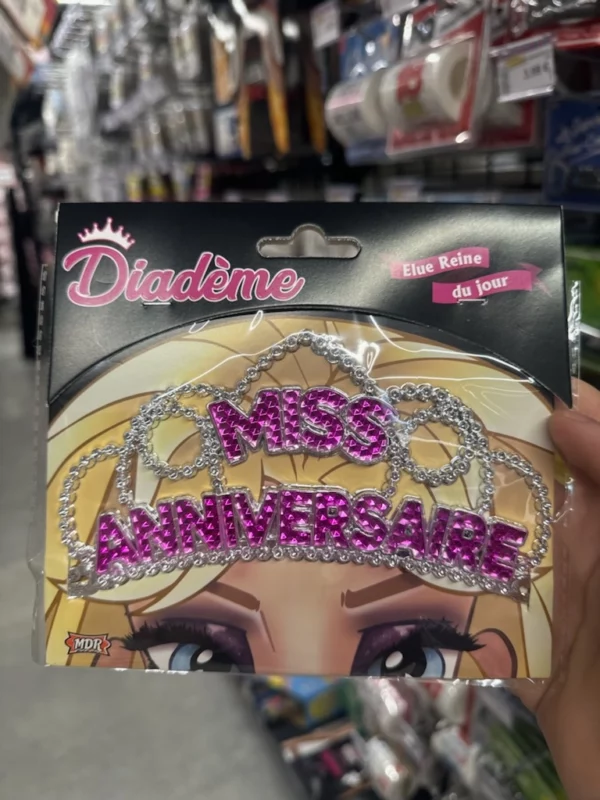 Diadème
Elue Reine
du jour
MISS
ANNIVERSAIRE
MDR